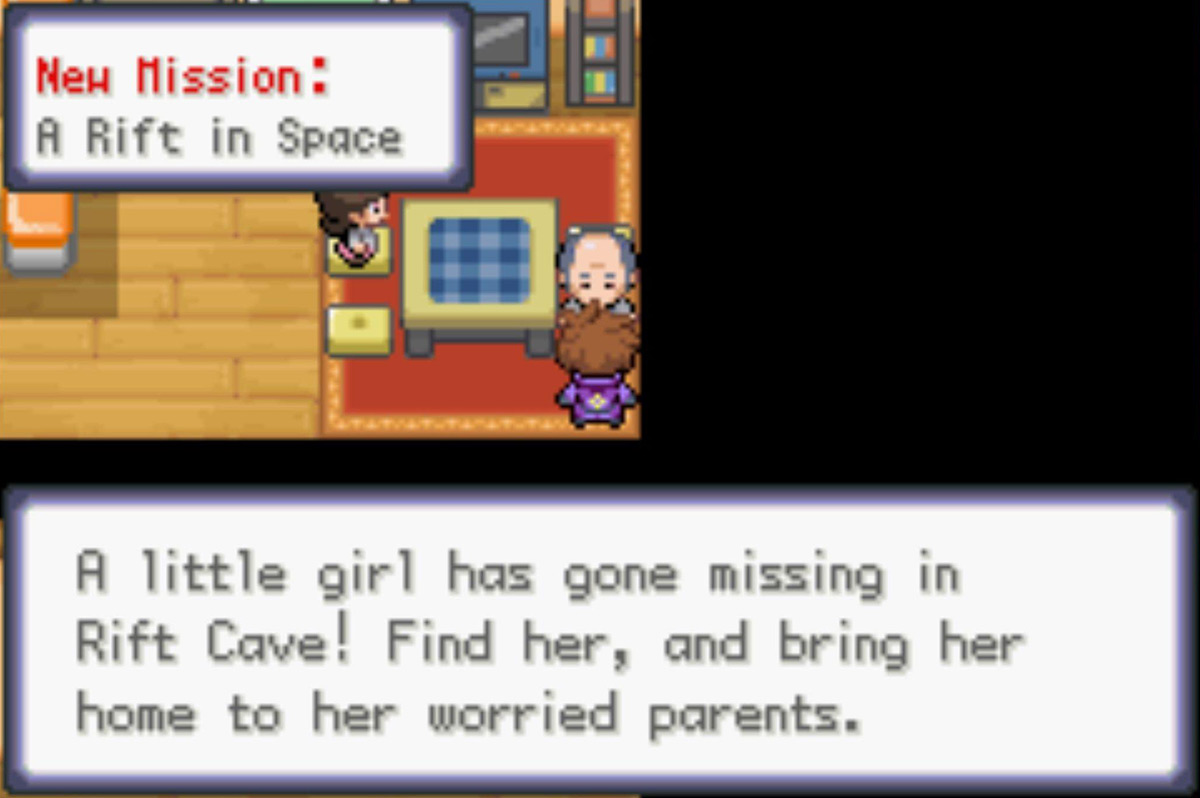 New Mission:
A Rift in Space
A little girl has gone missing in
Rift Cave! Find her, and bring her
home to her worried parents.